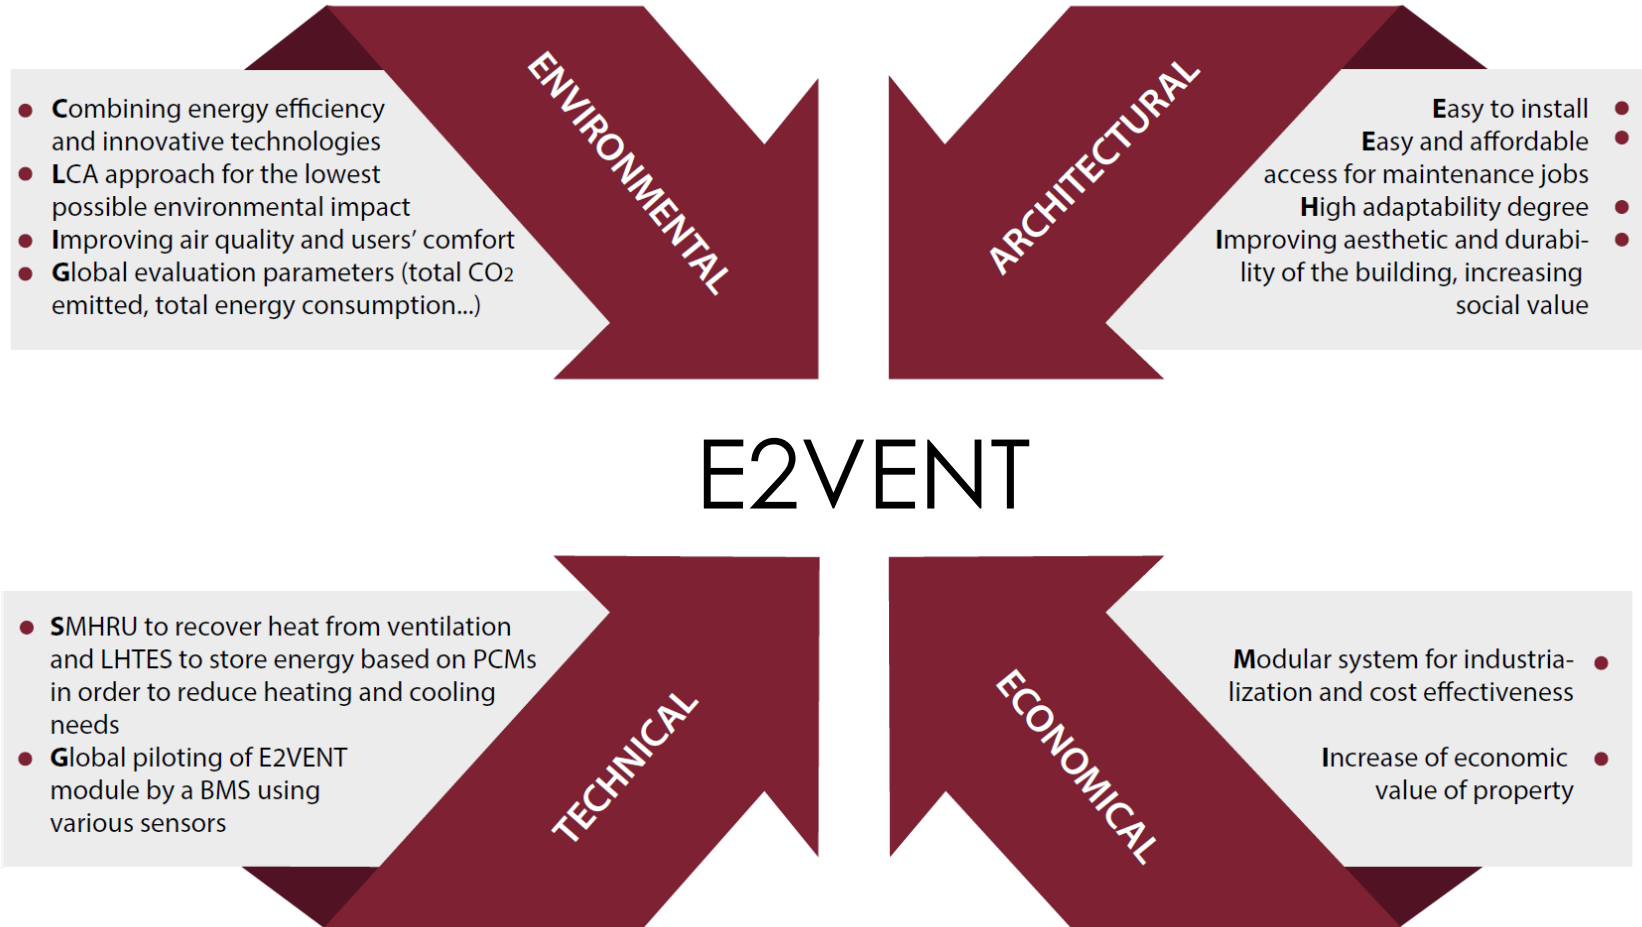 ENVIRONMENTAL
Combining energy efficiency
and innovative technologies
LCA approach for the lowest
possible environmental impact
Improving air quality and users’ comfort
Global evaluation parameters (total CO2
emitted, total energy consumption...)
ARCHITECTURAL
Easy to install
Easy and affordable
access for maintenance jobs
High adaptability degree
Improving aesthetic and durabi-
lity of the building, increasing
social value
E2VENT
SMHRU to recover heat from ventilation
and LHTES to store energy based on PCMs
in order to reduce heating and cooling
needs
Global piloting of E2VENT
module by a BMS using
various sensors
TECHNICAL
ECONOMICAL
Modular system for industria-
lization and cost effectiveness
Increase of economic
value of property